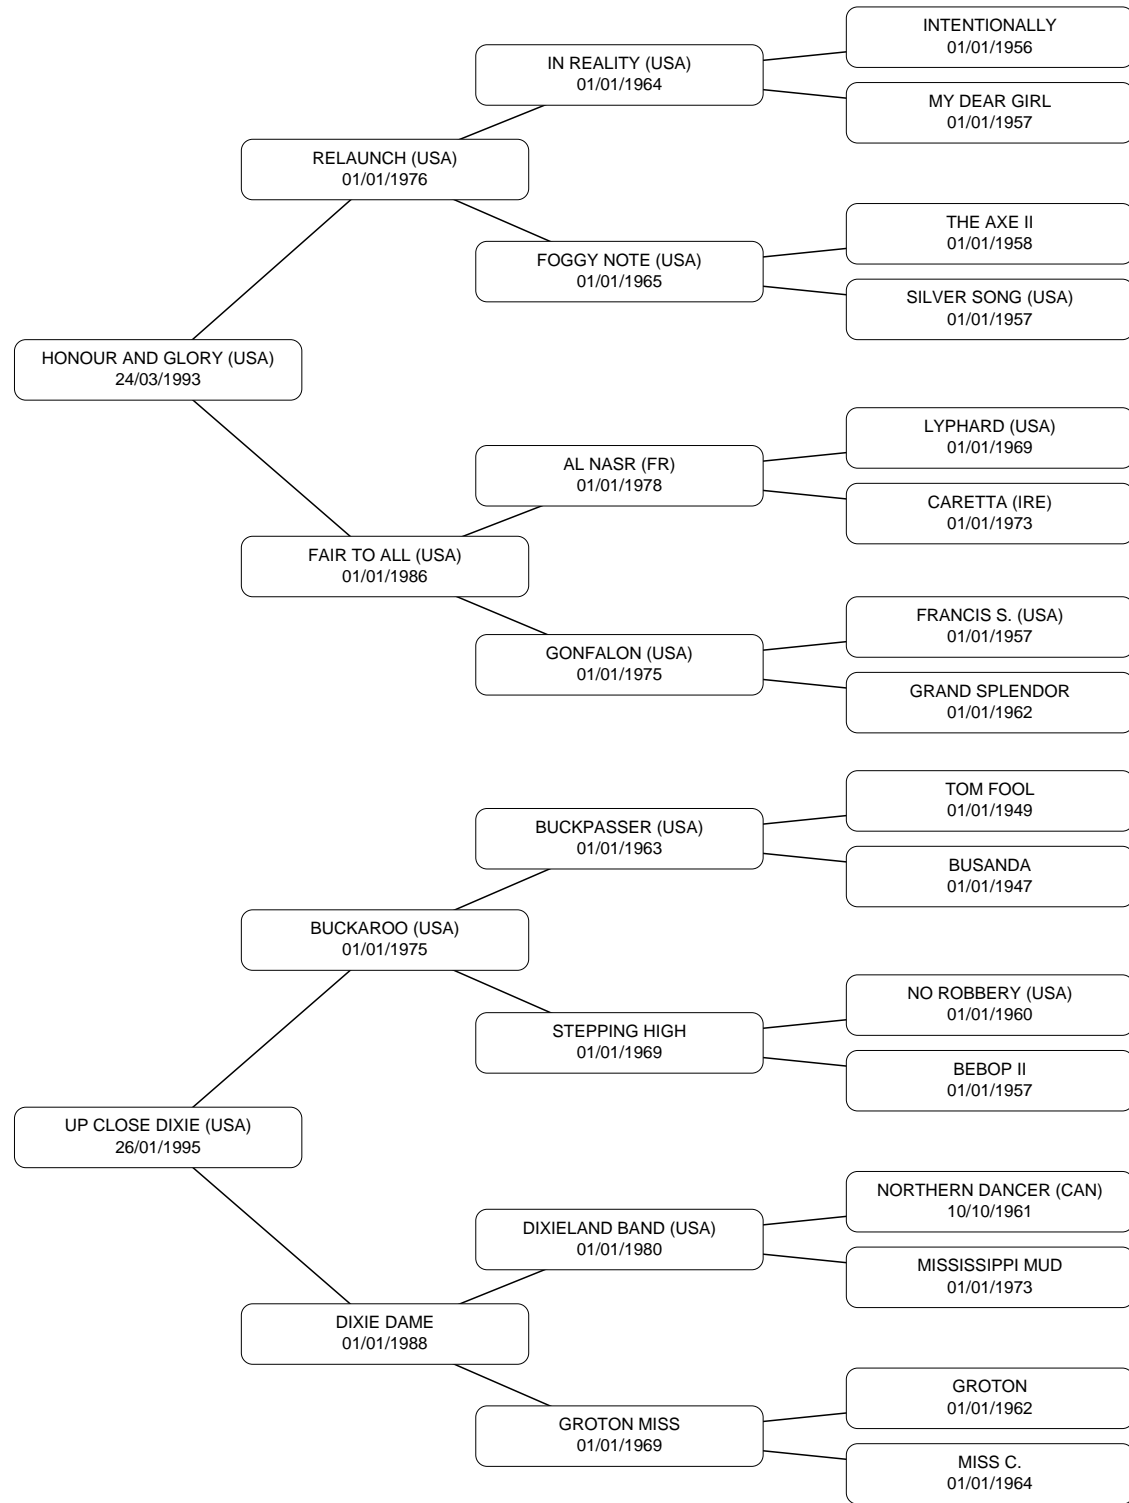 INTENTIONALLY
01/01/1956
IN REALITY (USA)
01/01/1964
MY DEAR GIRL
01/01/1957
RELAUNCH (USA)
01/01/1976
THE AXE II
01/01/1958
FOGGY NOTE (USA)
01/01/1965
SILVER SONG (USA)
01/01/1957
HONOUR AND GLORY (USA)
24/03/1993
LYPHARD (USA)
01/01/1969
AL NASR (FR)
01/01/1978
CARETTA (IRE)
01/01/1973
FAIR TO ALL (USA)
01/01/1986
FRANCIS S. (USA)
01/01/1957
GONFALON (USA)
01/01/1975
GRAND SPLENDOR
01/01/1962
TOM FOOL
01/01/1949
BUCKPASSER (USA)
01/01/1963
BUSANDA
01/01/1947
BUCKAROO (USA)
01/01/1975
NO ROBBERY (USA)
01/01/1960
STEPPING HIGH
01/01/1969
BEBOP II
01/01/1957
UP CLOSE DIXIE (USA)
26/01/1995
NORTHERN DANCER (CAN)
10/10/1961
DIXIELAND BAND (USA)
01/01/1980
MISSISSIPPI MUD
01/01/1973
DIXIE DAME
01/01/1988
GROTON
01/01/1962
GROTON MISS
01/01/1969
MISS C.
01/01/1964